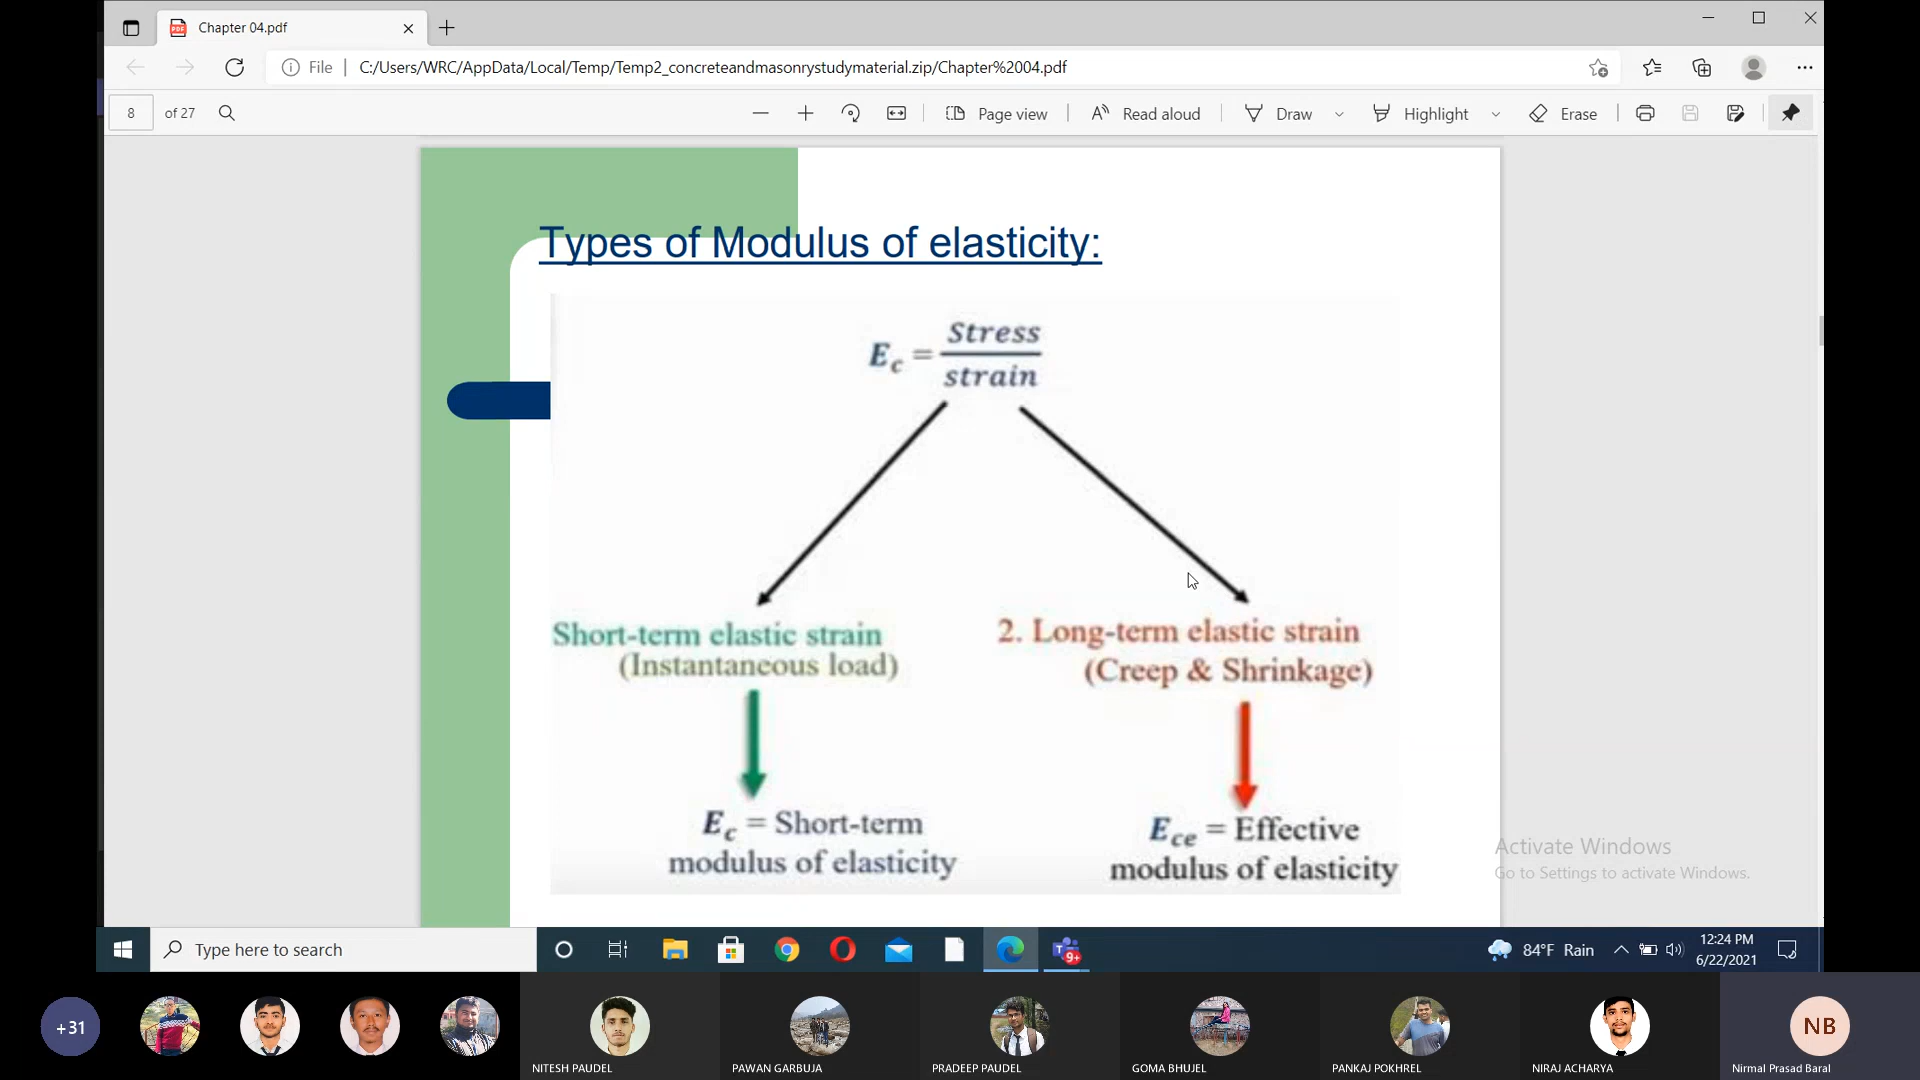 Chapter 04.pdf
File | C:/Users/WRC/AppData/Local/Temp/Temp2_concreteandmasonrystudymaterial.zip/Chapter%2004.pdf
8 of 27
Page view
Read aloud
Draw
Highlight
Erase
Types of Modulus of elasticity:
E_c = Stress / strain
Short-term elastic strain
(Instantaneous load)
2. Long-term elastic strain
(Creep & Shrinkage)
E_c = Short-term
modulus of elasticity
E_ce = Effective
modulus of elasticity
Activate Windows
Go to Settings to activate Windows.
Type here to search
9+
84°F Rain
12:24 PM
6/22/2021
+31
NITESH PAUDEL
PAWAN GARBUJA
PRADEEP PAUDEL
GOMA BHUJEL
PANKAJ POKHREL
NIRAJ ACHARYA
NB
Nirmal Prasad Baral